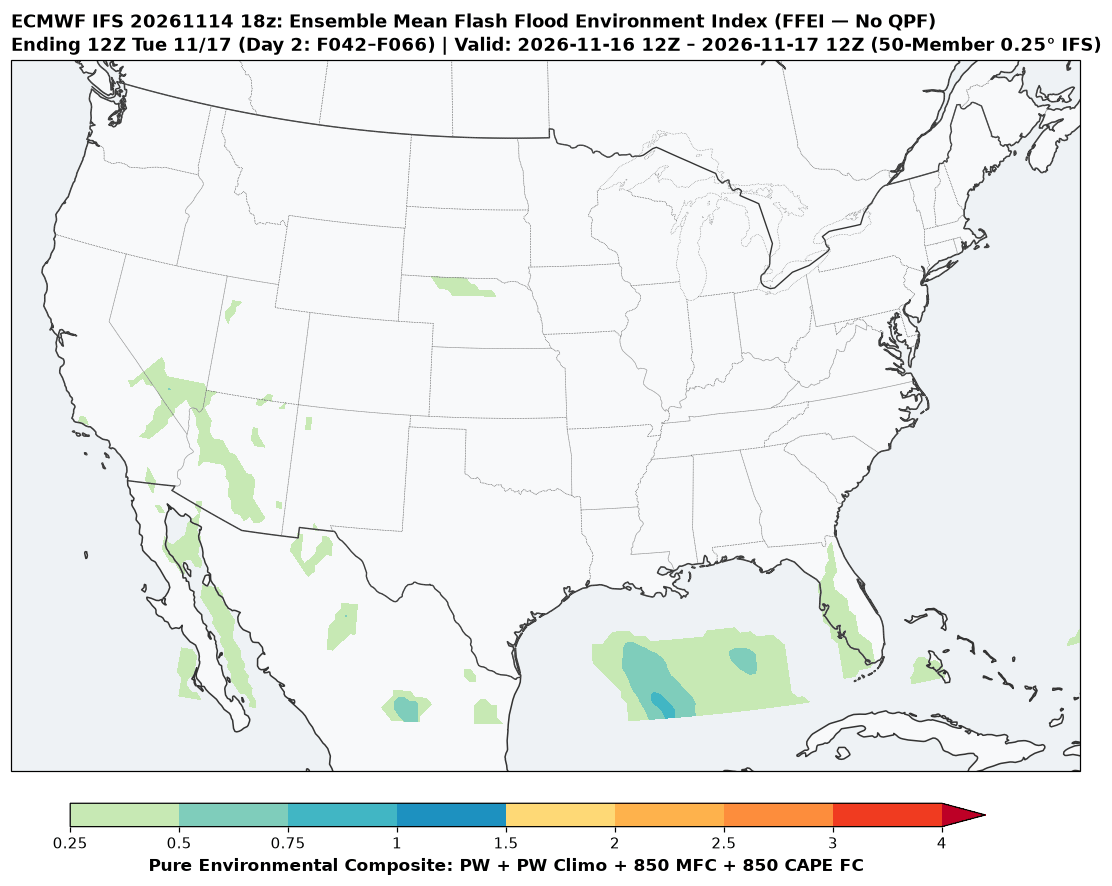 ECMWF IFS 20261114 18z: Ensemble Mean Flash Flood Environment Index (FFEI — No QPF)
Ending 12Z Tue 11/17 (Day 2: F042–F066) | Valid: 2026-11-16 12Z – 2026-11-17 12Z (50-Member 0.25° IFS)
0.25 0.5 0.75 1 1.5 2 2.5 3 4
Pure Environmental Composite: PW + PW Climo + 850 MFC + 850 CAPE FC